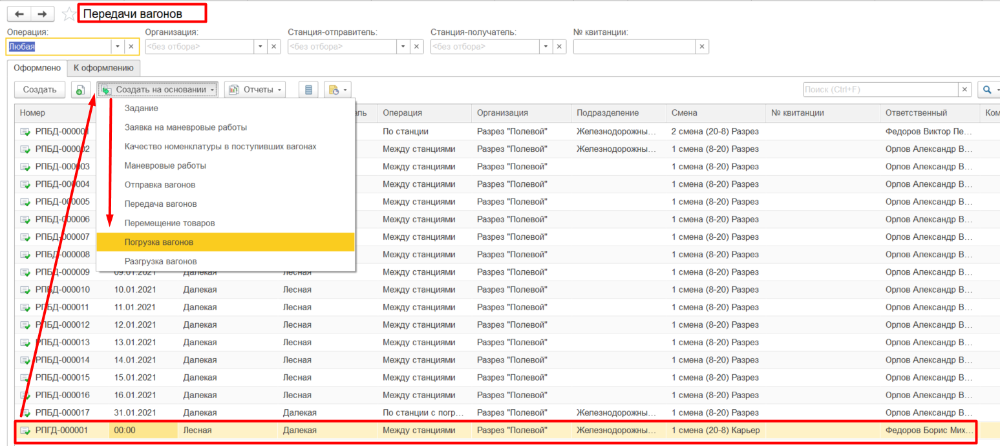 Передачи вагонов
Операция: Организация: Станция-отправитель: Станция-получатель: № квитанции:
Любая <без отбора> <без отбора> <без отбора>
Оформлено К оформлению
Создать Создать на основании Отчеты Поиск (Ctrl+F)
Номер Операция Организация Подразделение Смена № квитанции Ответственный
Задание
Заявка на маневровые работы
Качество номенклатуры в поступивших вагонах
Маневровые работы
Отправка вагонов
Передача вагонов
Перемещение товаров
Погрузка вагонов
Разгрузка вагонов
РПБД-000001 По станции Разрез "Полевой" Железнодорожны... 2 смена (20-8) Разрез Федоров Виктор Пе...
РПБД-000002 Между станциями Разрез "Полевой" Железнодорожны... 1 смена (8-20) Разрез Орлов Александр В...
РПБД-000003 Между станциями Разрез "Полевой" 1 смена (8-20) Разрез Орлов Александр В...
РПБД-000004 Между станциями Разрез "Полевой" 1 смена (8-20) Разрез Орлов Александр В...
РПБД-000005 Между станциями Разрез "Полевой" 1 смена (8-20) Разрез Орлов Александр В...
РПБД-000006 Между станциями Разрез "Полевой" 1 смена (8-20) Разрез Орлов Александр В...
РПБД-000007 Между станциями Разрез "Полевой" 1 смена (8-20) Разрез Орлов Александр В...
РПБД-000008 Между станциями Разрез "Полевой" 1 смена (8-20) Разрез Орлов Александр В...
РПБД-000009 09.01.2021 Далекая Лесная Между станциями Разрез "Полевой" 1 смена (8-20) Разрез Орлов Александр В...
РПБД-000010 10.01.2021 Далекая Лесная Между станциями Разрез "Полевой" 1 смена (8-20) Разрез Орлов Александр В...
РПБД-000011 11.01.2021 Далекая Лесная Между станциями Разрез "Полевой" 1 смена (8-20) Разрез Орлов Александр В...
РПБД-000012 12.01.2021 Далекая Лесная Между станциями Разрез "Полевой" 1 смена (8-20) Разрез Орлов Александр В...
РПБД-000013 13.01.2021 Далекая Лесная Между станциями Разрез "Полевой" 1 смена (8-20) Разрез Орлов Александр В...
РПБД-000014 14.01.2021 Далекая Лесная Между станциями Разрез "Полевой" 1 смена (8-20) Разрез Орлов Александр В...
РПБД-000015 15.01.2021 Далекая Лесная Между станциями Разрез "Полевой" 1 смена (8-20) Разрез Орлов Александр В...
РПБД-000016 16.01.2021 Далекая Лесная Между станциями Разрез "Полевой" 1 смена (8-20) Разрез Орлов Александр В...
РПБД-000017 31.01.2021 Далекая Далекая По станции с погр... Разрез "Полевой" Железнодорожны... 1 смена (8-20) Разрез Орлов Александр В...
РПГД-000001 00:00 Лесная Далекая Между станциями Разрез "Полевой" Железнодорожны... 1 смена (20-8) Карьер Федоров Борис Мих...